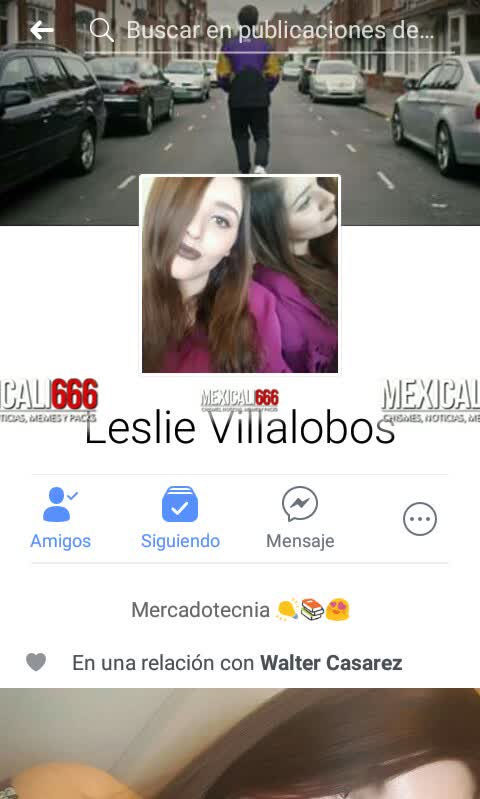 Buscar en publicaciones de...
ICALI666
MEXICALI666
MEXICAL
TICIAS, MEMES Y PACKS
CHISMES, NOTICIAS, MEMES Y PACKS
CHISMES, NOTICIAS, ME
Leslie Villalobos
Amigos
Siguiendo
Mensaje
Mercadotecnia
En una relación con Walter Casarez